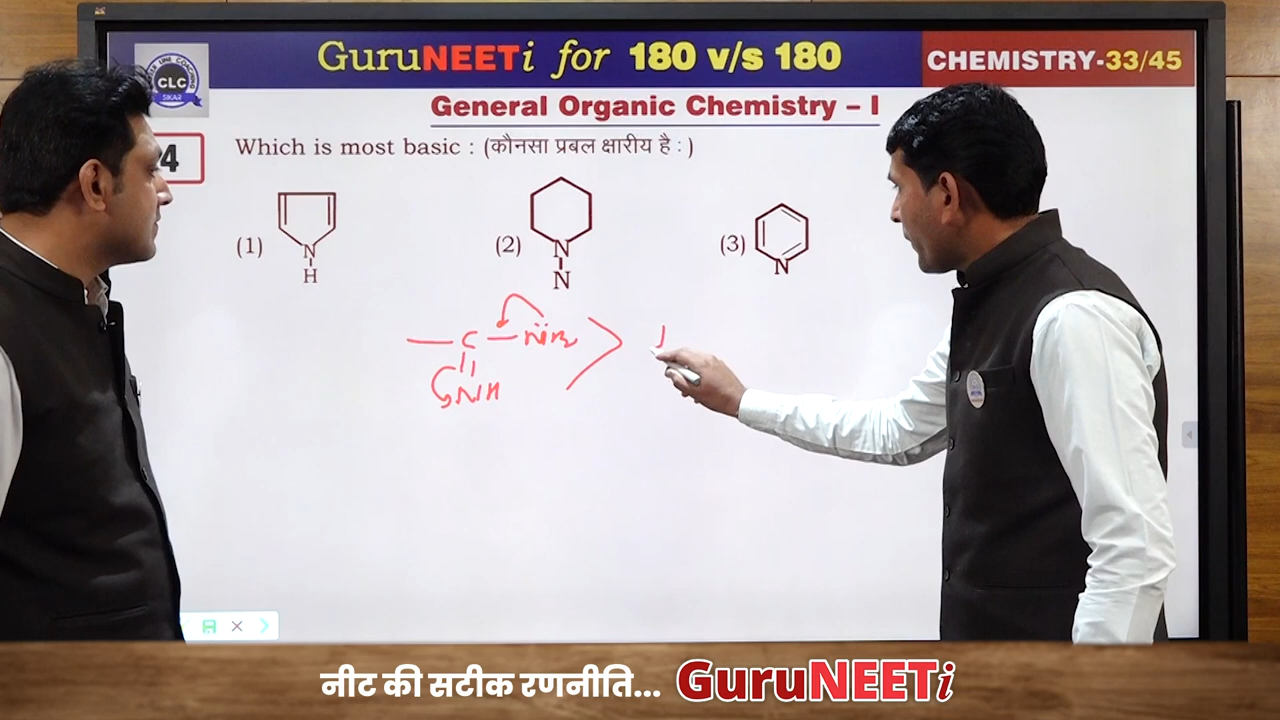 GuruNEETi for 180 v/s 180
CHEMISTRY-33/45
CLC
SIKAR
General Organic Chemistry – I
4
Which is most basic : (कौनसा प्रबल क्षारीय है : )
(1)
N
H
(2)
N
N
(3)
N
C
NH
नीट की सटीक रणनीति... GuruNEETi